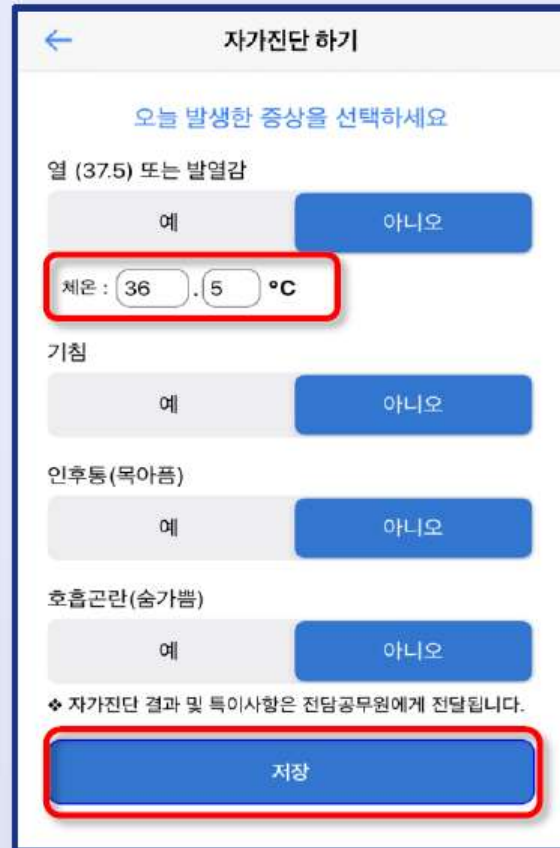 자가진단 하기
오늘 발생한 증상을 선택하세요
열 (37.5) 또는 발열감
예 아니오
체온 : 36 . 5 °C
기침
예 아니오
인후통(목아픔)
예 아니오
호흡곤란(숨가쁨)
예 아니오
❖ 자가진단 결과 및 특이사항은 전담공무원에게 전달됩니다.
저장